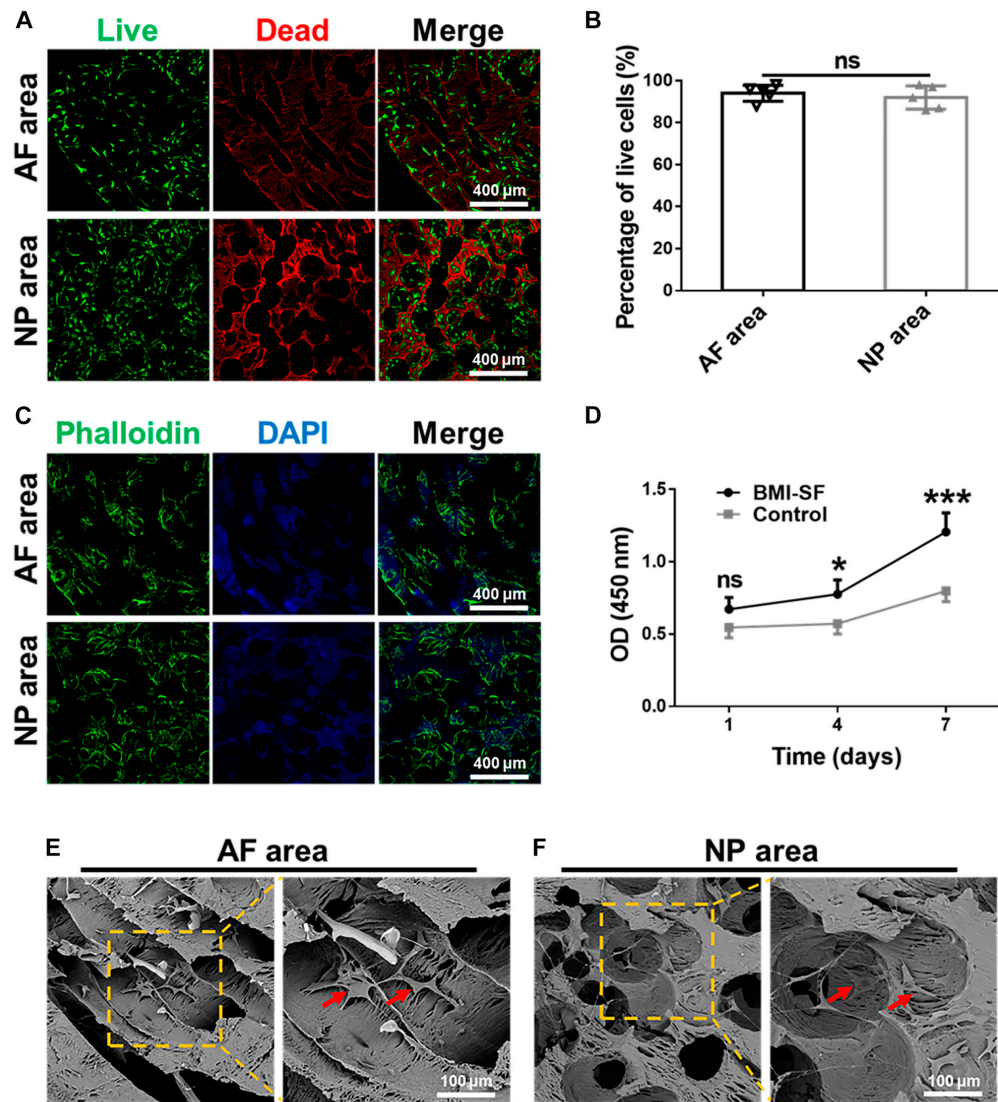 A
Live Dead Merge
AF area
400 µm
NP area
400 µm
B
Percentage of live cells (%)
100
80
60
40
20
0
ns
AF area
NP area
C
Phalloidin DAPI Merge
AF area
400 µm
NP area
400 µm
D
OD (450 nm)
1.5
1.0
0.5
0.0
BMI-SF
Control
ns
*
***
1 4 7
Time (days)
E
AF area
100 µm
F
NP area
100 µm